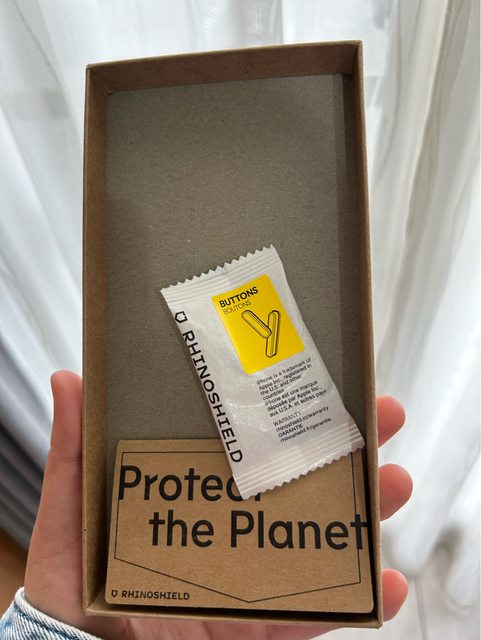 BUTTONS
BOUTONS
RHINOSHIELD
iPhone is a trademark of
Apple Inc., registered in
the U.S. and other
countries.
iPhone est une marque
déposée par Apple Inc.,
aux U.S.A. et autres pays
WARRANTY
rhinoshield.io/warranty
GARANTIE
rhinoshield.fr/garantie
Protect
the Planet
RHINOSHIELD